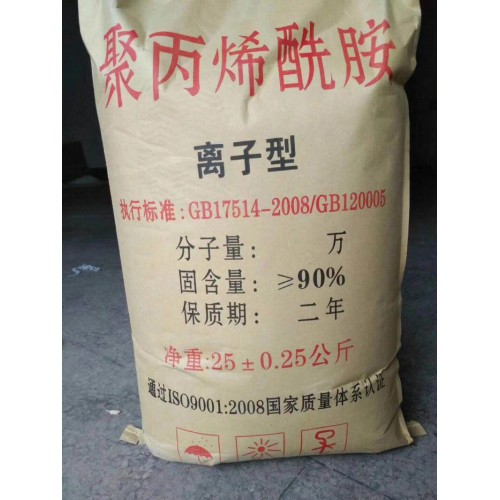 聚丙烯酰胺
离子型
执行标准:GB17514-2008/GB120005
分子量: 万
固含量: ≥90%
保质期: 二年
净重:25±0.25公斤
通过ISO9001:2008国家质量体系认证